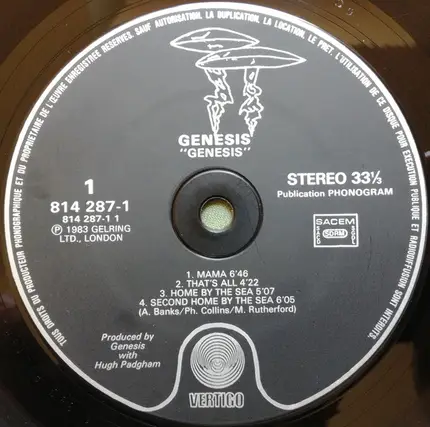 TOUS DROITS DU PRODUCTEUR PHONOGRAPHIQUE ET DU PROPRIETAIRE DE L'ŒUVRE ENREGISTREE RESERVES. SAUF AUTORISATION, LA DUPLICATION, LA LOCATION, LE PRET, L'UTILISATION DE CE DISQUE POUR EXECUTION PUBLIQUE ET RADIODIFFUSION SONT INTERDITS.
GENESIS
"GENESIS"
1
814 287-1
814 287-1 1
℗ 1983 GELRING
LTD., LONDON
STEREO 33⅓
Publication PHONOGRAM
SACEM
SACD
SDRM
SGDL
1. MAMA 6'46
2. THAT'S ALL 4'22
3. HOME BY THE SEA 5'07
4. SECOND HOME BY THE SEA 6'05
(A. Banks/Ph. Collins/M. Rutherford)
Produced by
Genesis
with
Hugh Padgham
VERTIGO